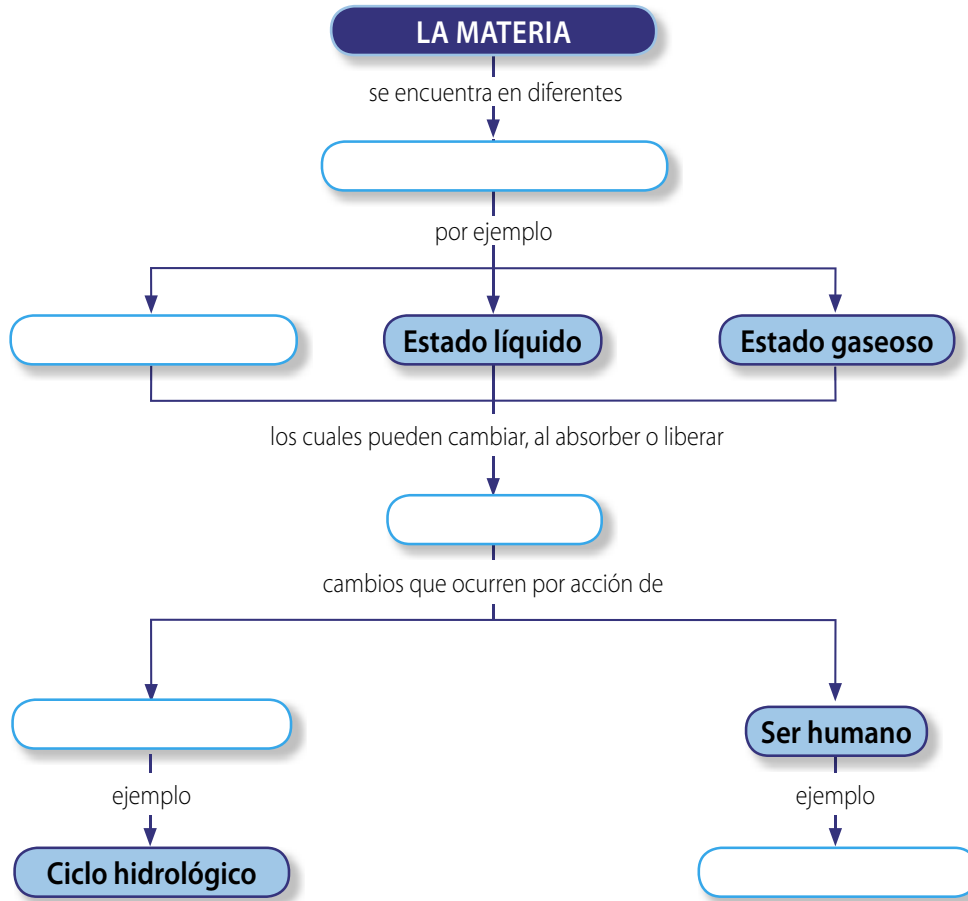 LA MATERIA
se encuentra en diferentes
por ejemplo
Estado líquido
Estado gaseoso
los cuales pueden cambiar, al absorber o liberar
cambios que ocurren por acción de
Ser humano
ejemplo
ejemplo
Ciclo hidrológico